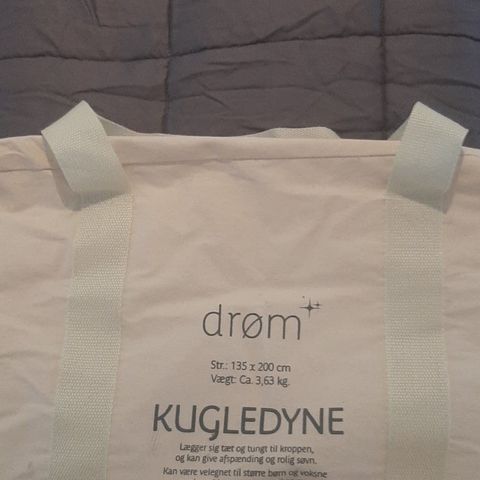 drøm
Str.: 135 x 200 cm
Vægt: Ca. 3,63 kg.
KUGLEDYNE
Lægger sig tæt og tungt til kroppen,
og kan give afspænding og rolig søvn.
Kan være velegnet til større børn og voksne